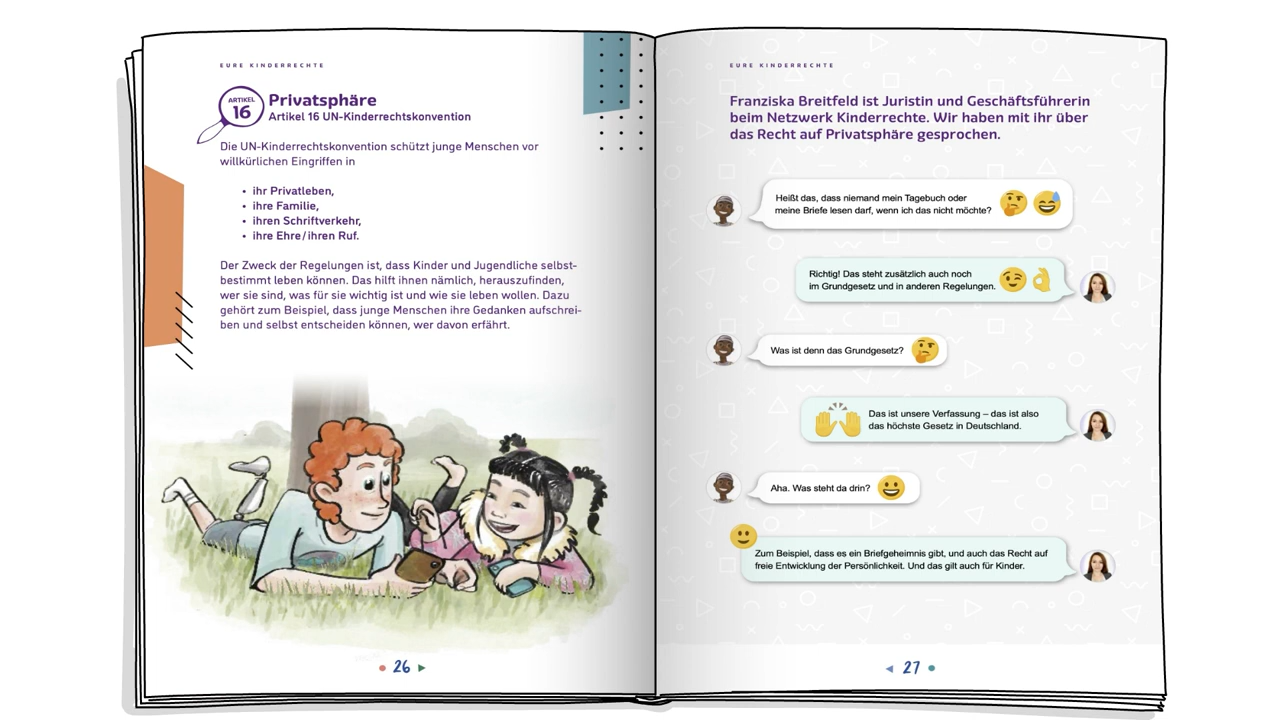 EURE KINDERRECHTE
ARTIKEL
16
Privatsphäre
Artikel 16 UN-Kinderrechtskonvention
Die UN-Kinderrechtskonvention schützt junge Menschen vor
willkürlichen Eingriffen in
• ihr Privatleben,
• ihre Familie,
• ihren Schriftverkehr,
• ihre Ehre/ihren Ruf.
Der Zweck der Regelungen ist, dass Kinder und Jugendliche selbst-
bestimmt leben können. Das hilft ihnen nämlich, herauszufinden,
wer sie sind, was für sie wichtig ist und wie sie leben wollen. Dazu
gehört zum Beispiel, dass junge Menschen ihre Gedanken aufschrei-
ben und selbst entscheiden können, wer davon erfährt.
26
EURE KINDERRECHTE
Franziska Breitfeld ist Juristin und Geschäftsführerin
beim Netzwerk Kinderrechte. Wir haben mit ihr über
das Recht auf Privatsphäre gesprochen.
Heißt das, dass niemand mein Tagebuch oder
meine Briefe lesen darf, wenn ich das nicht möchte?
Richtig! Das steht zusätzlich auch noch
im Grundgesetz und in anderen Regelungen.
Was ist denn das Grundgesetz?
Das ist unsere Verfassung – das ist also
das höchste Gesetz in Deutschland.
Aha. Was steht da drin?
Zum Beispiel, dass es ein Briefgeheimnis gibt, und auch das Recht auf
freie Entwicklung der Persönlichkeit. Und das gilt auch für Kinder.
27